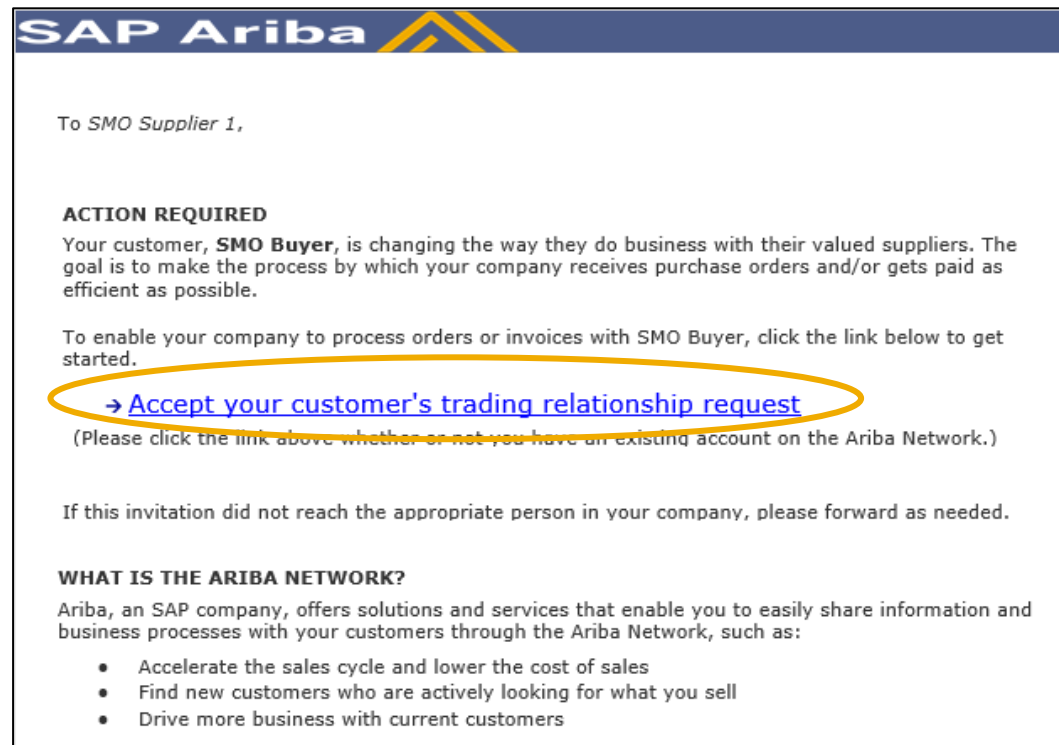 SAP Ariba
To SMO Supplier 1,
ACTION REQUIRED
Your customer, SMO Buyer, is changing the way they do business with their valued suppliers. The
goal is to make the process by which your company receives purchase orders and/or gets paid as
efficient as possible.
To enable your company to process orders or invoices with SMO Buyer, click the link below to get
started.
→ Accept your customer's trading relationship request
(Please click the link above whether or not you have an existing account on the Ariba Network.)
If this invitation did not reach the appropriate person in your company, please forward as needed.
WHAT IS THE ARIBA NETWORK?
Ariba, an SAP company, offers solutions and services that enable you to easily share information and
business processes with your customers through the Ariba Network, such as:
• Accelerate the sales cycle and lower the cost of sales
• Find new customers who are actively looking for what you sell
• Drive more business with current customers